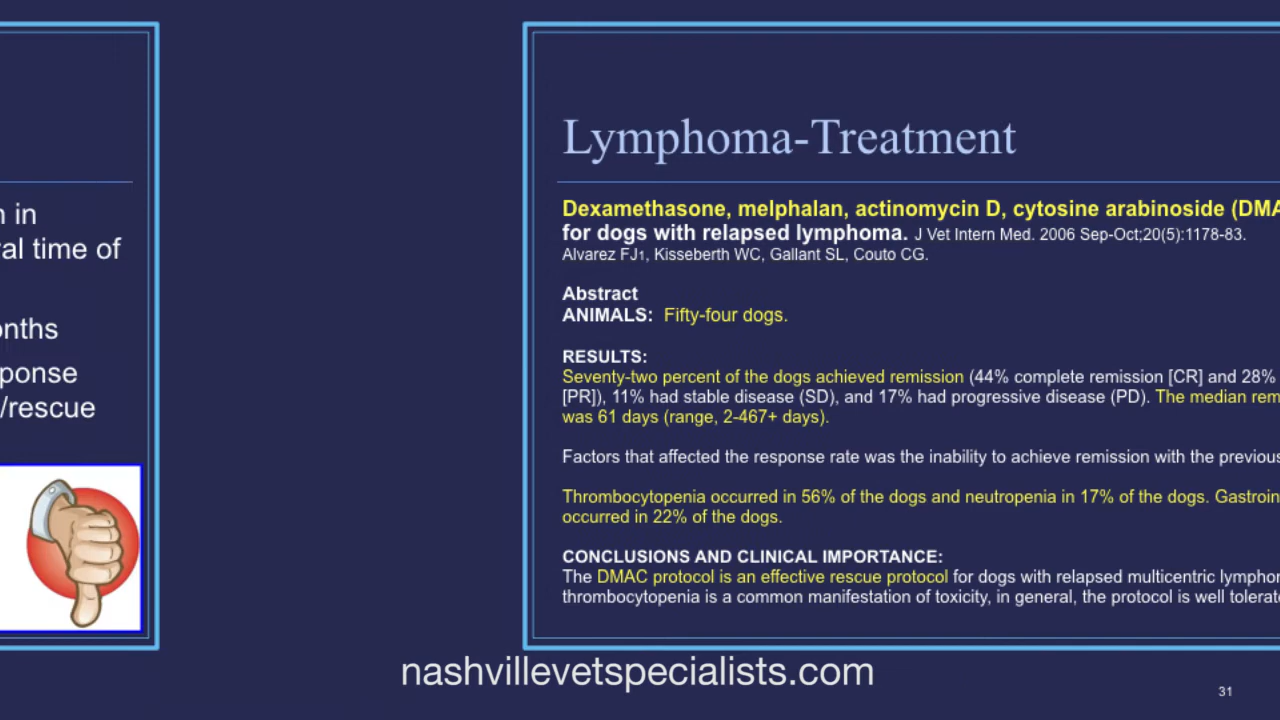 n in
al time of
onths
ponse
/rescue
Lymphoma-Treatment
Dexamethasone, melphalan, actinomycin D, cytosine arabinoside (DMA
for dogs with relapsed lymphoma. J Vet Intern Med. 2006 Sep-Oct;20(5):1178-83.
Alvarez FJ1, Kisseberth WC, Gallant SL, Couto CG.
Abstract
ANIMALS: Fifty-four dogs.
RESULTS:
Seventy-two percent of the dogs achieved remission (44% complete remission [CR] and 28%
[PR]), 11% had stable disease (SD), and 17% had progressive disease (PD). The median rem
was 61 days (range, 2-467+ days).
Factors that affected the response rate was the inability to achieve remission with the previous
Thrombocytopenia occurred in 56% of the dogs and neutropenia in 17% of the dogs. Gastroin
occurred in 22% of the dogs.
CONCLUSIONS AND CLINICAL IMPORTANCE:
The DMAC protocol is an effective rescue protocol for dogs with relapsed multicentric lympho
thrombocytopenia is a common manifestation of toxicity, in general, the protocol is well tolerat
nashvillevetspecialists.com
31